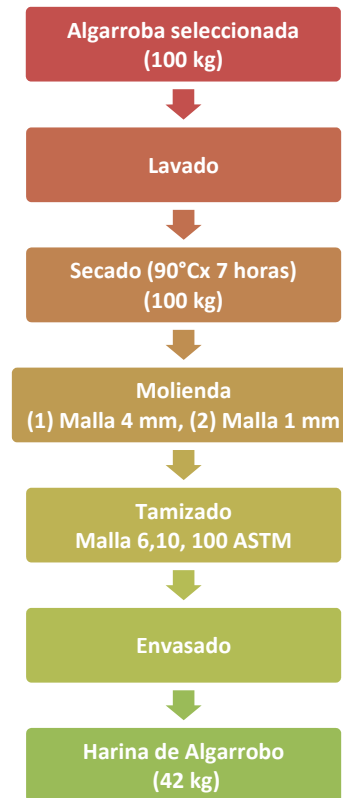 Algarroba seleccionada
(100 kg)
Lavado
Secado (90°Cx 7 horas)
(100 kg)
Molienda
(1) Malla 4 mm, (2) Malla 1 mm
Tamizado
Malla 6,10, 100 ASTM
Envasado
Harina de Algarrobo
(42 kg)